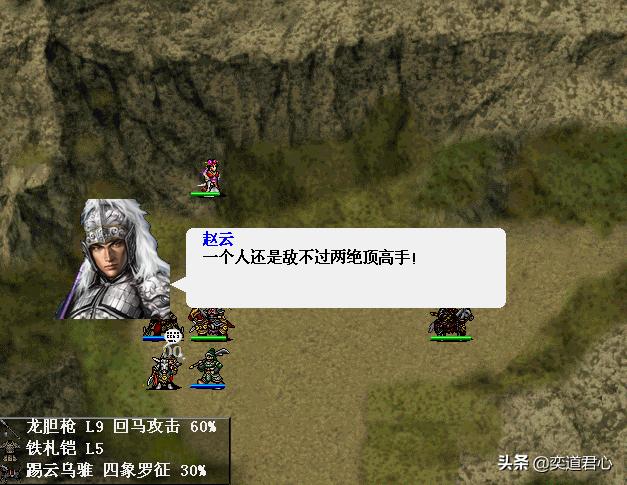 赵云
一个人还是敌不过两绝顶高手!
龙胆枪 L9 回马攻击 60%
铁札铠 L5
踢云乌雅 四象罗征 30%
头条 @奕道君心